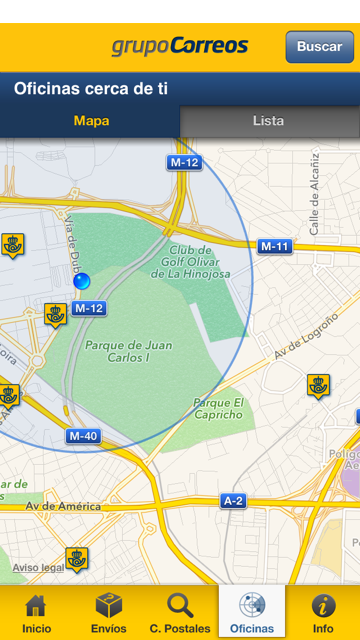 grupoCorreos
Buscar
Oficinas cerca de ti
Mapa
Lista
M-12
Calle de Alcañiz
Vía de Dub
M-11
Club de
Golf Olivar
de La Hinojosa
M-12
Parque de Juan
Carlos I
Av de Logroño
Parque El
Capricho
M-40
A-2
Av de América
Aviso legal
Inicio
Envíos
C. Postales
Oficinas
Info